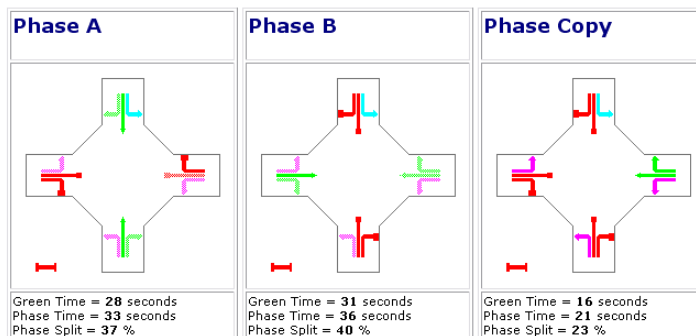 Phase A
Phase B
Phase Copy
Green Time = 28 seconds
Phase Time = 33 seconds
Phase Split = 37 %
Green Time = 31 seconds
Phase Time = 36 seconds
Phase Split = 40 %
Green Time = 16 seconds
Phase Time = 21 seconds
Phase Split = 23 %